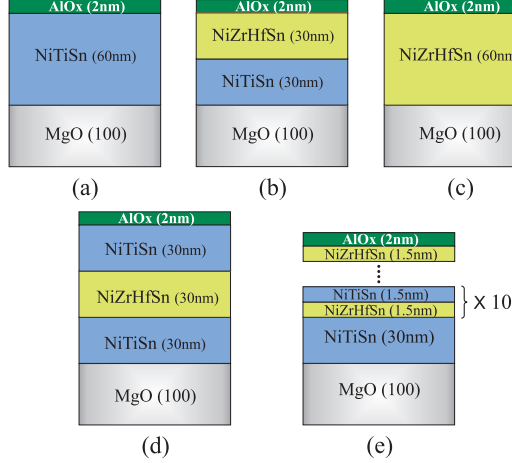 AlOx (2nm)
NiTiSn (60nm)
MgO (100)
(a)
AlOx (2nm)
NiZrHfSn (30nm)
NiTiSn (30nm)
MgO (100)
(b)
AlOx (2nm)
NiZrHfSn (60nm)
MgO (100)
(c)
AlOx (2nm)
NiTiSn (30nm)
NiZrHfSn (30nm)
NiTiSn (30nm)
MgO (100)
(d)
AlOx (2nm)
NiZrHfSn (1.5nm)
NiTiSn (1.5nm)
NiZrHfSn (1.5nm)
X 10
NiTiSn (30nm)
MgO (100)
(e)